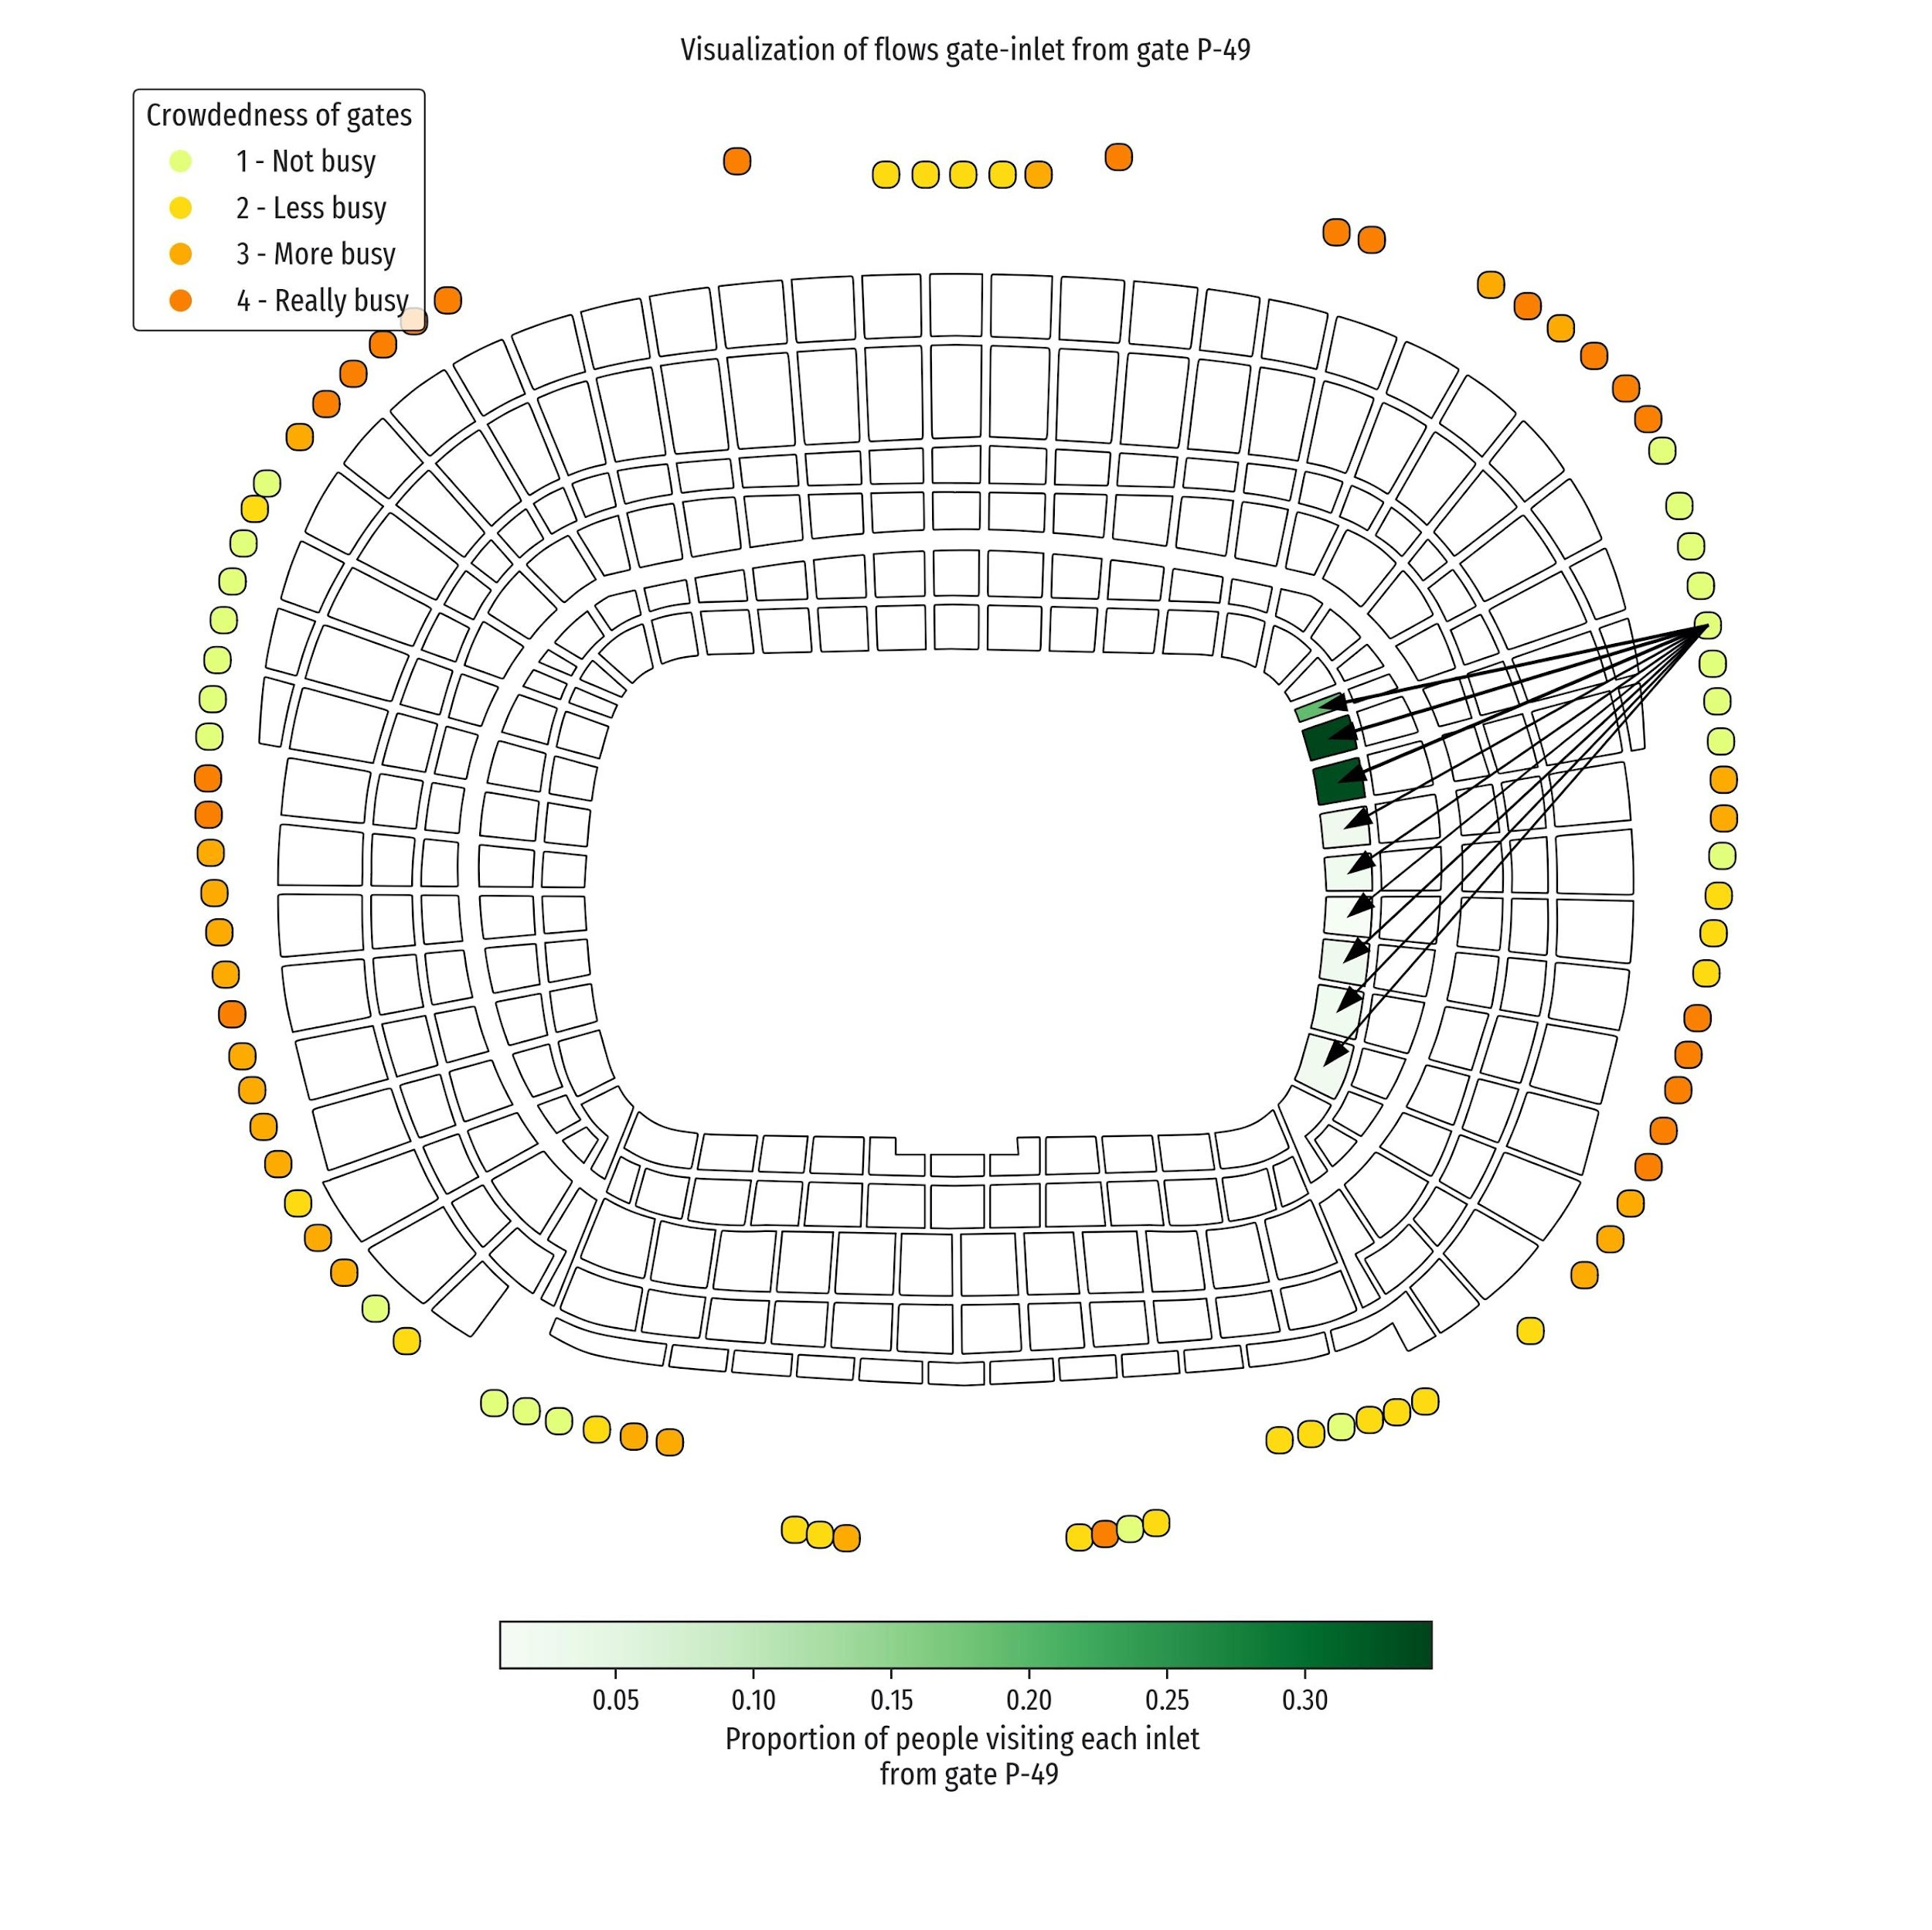 Visualization of flows gate-inlet from gate P-49
Crowdedness of gates
1 - Not busy
2 - Less busy
3 - More busy
4 - Really busy
0.05 0.10 0.15 0.20 0.25 0.30
Proportion of people visiting each inlet
from gate P-49